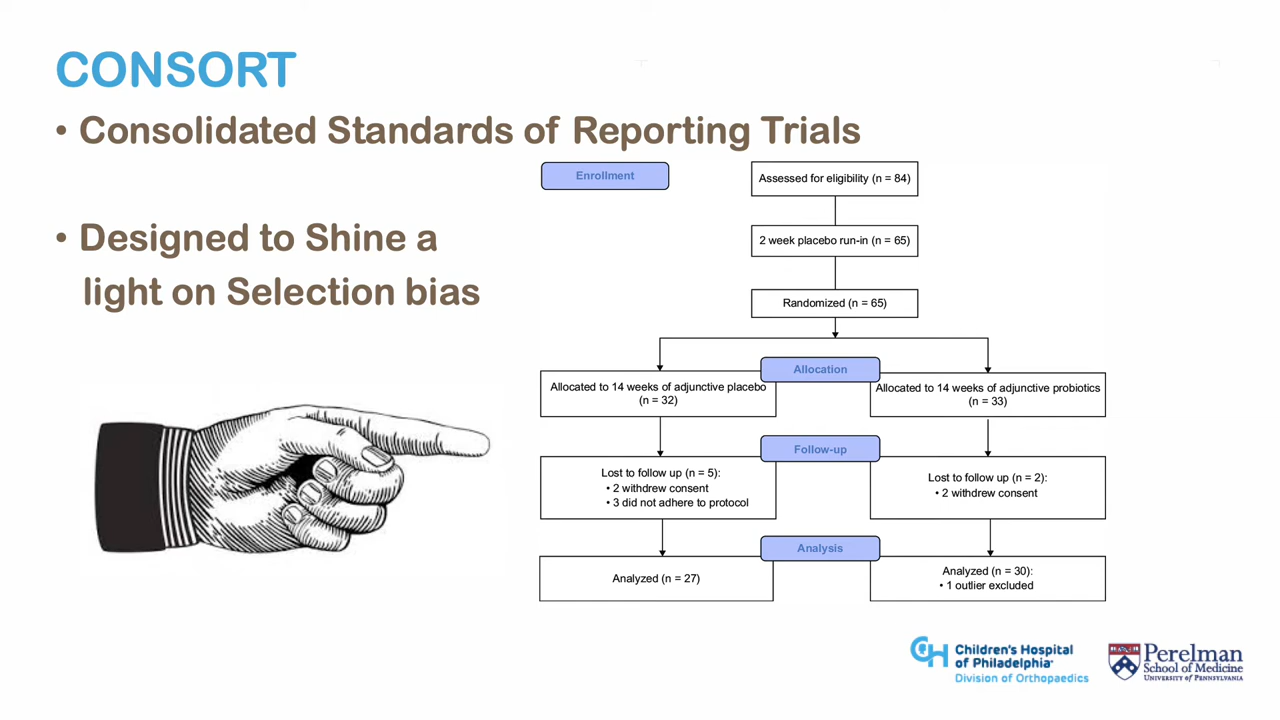 CONSORT
• Consolidated Standards of Reporting Trials
• Designed to Shine a
light on Selection bias
Enrollment
Assessed for eligibility (n = 84)
2 week placebo run-in (n = 65)
Randomized (n = 65)
Allocation
Allocated to 14 weeks of adjunctive placebo
(n = 32)
Allocated to 14 weeks of adjunctive probiotics
(n = 33)
Follow-up
Lost to follow up (n = 5):
• 2 withdrew consent
• 3 did not adhere to protocol
Lost to follow up (n = 2):
• 2 withdrew consent
Analysis
Analyzed (n = 27)
Analyzed (n = 30):
• 1 outlier excluded
Children's Hospital
of Philadelphia
Division of Orthopaedics
Perelman
School of Medicine
University of Pennsylvania